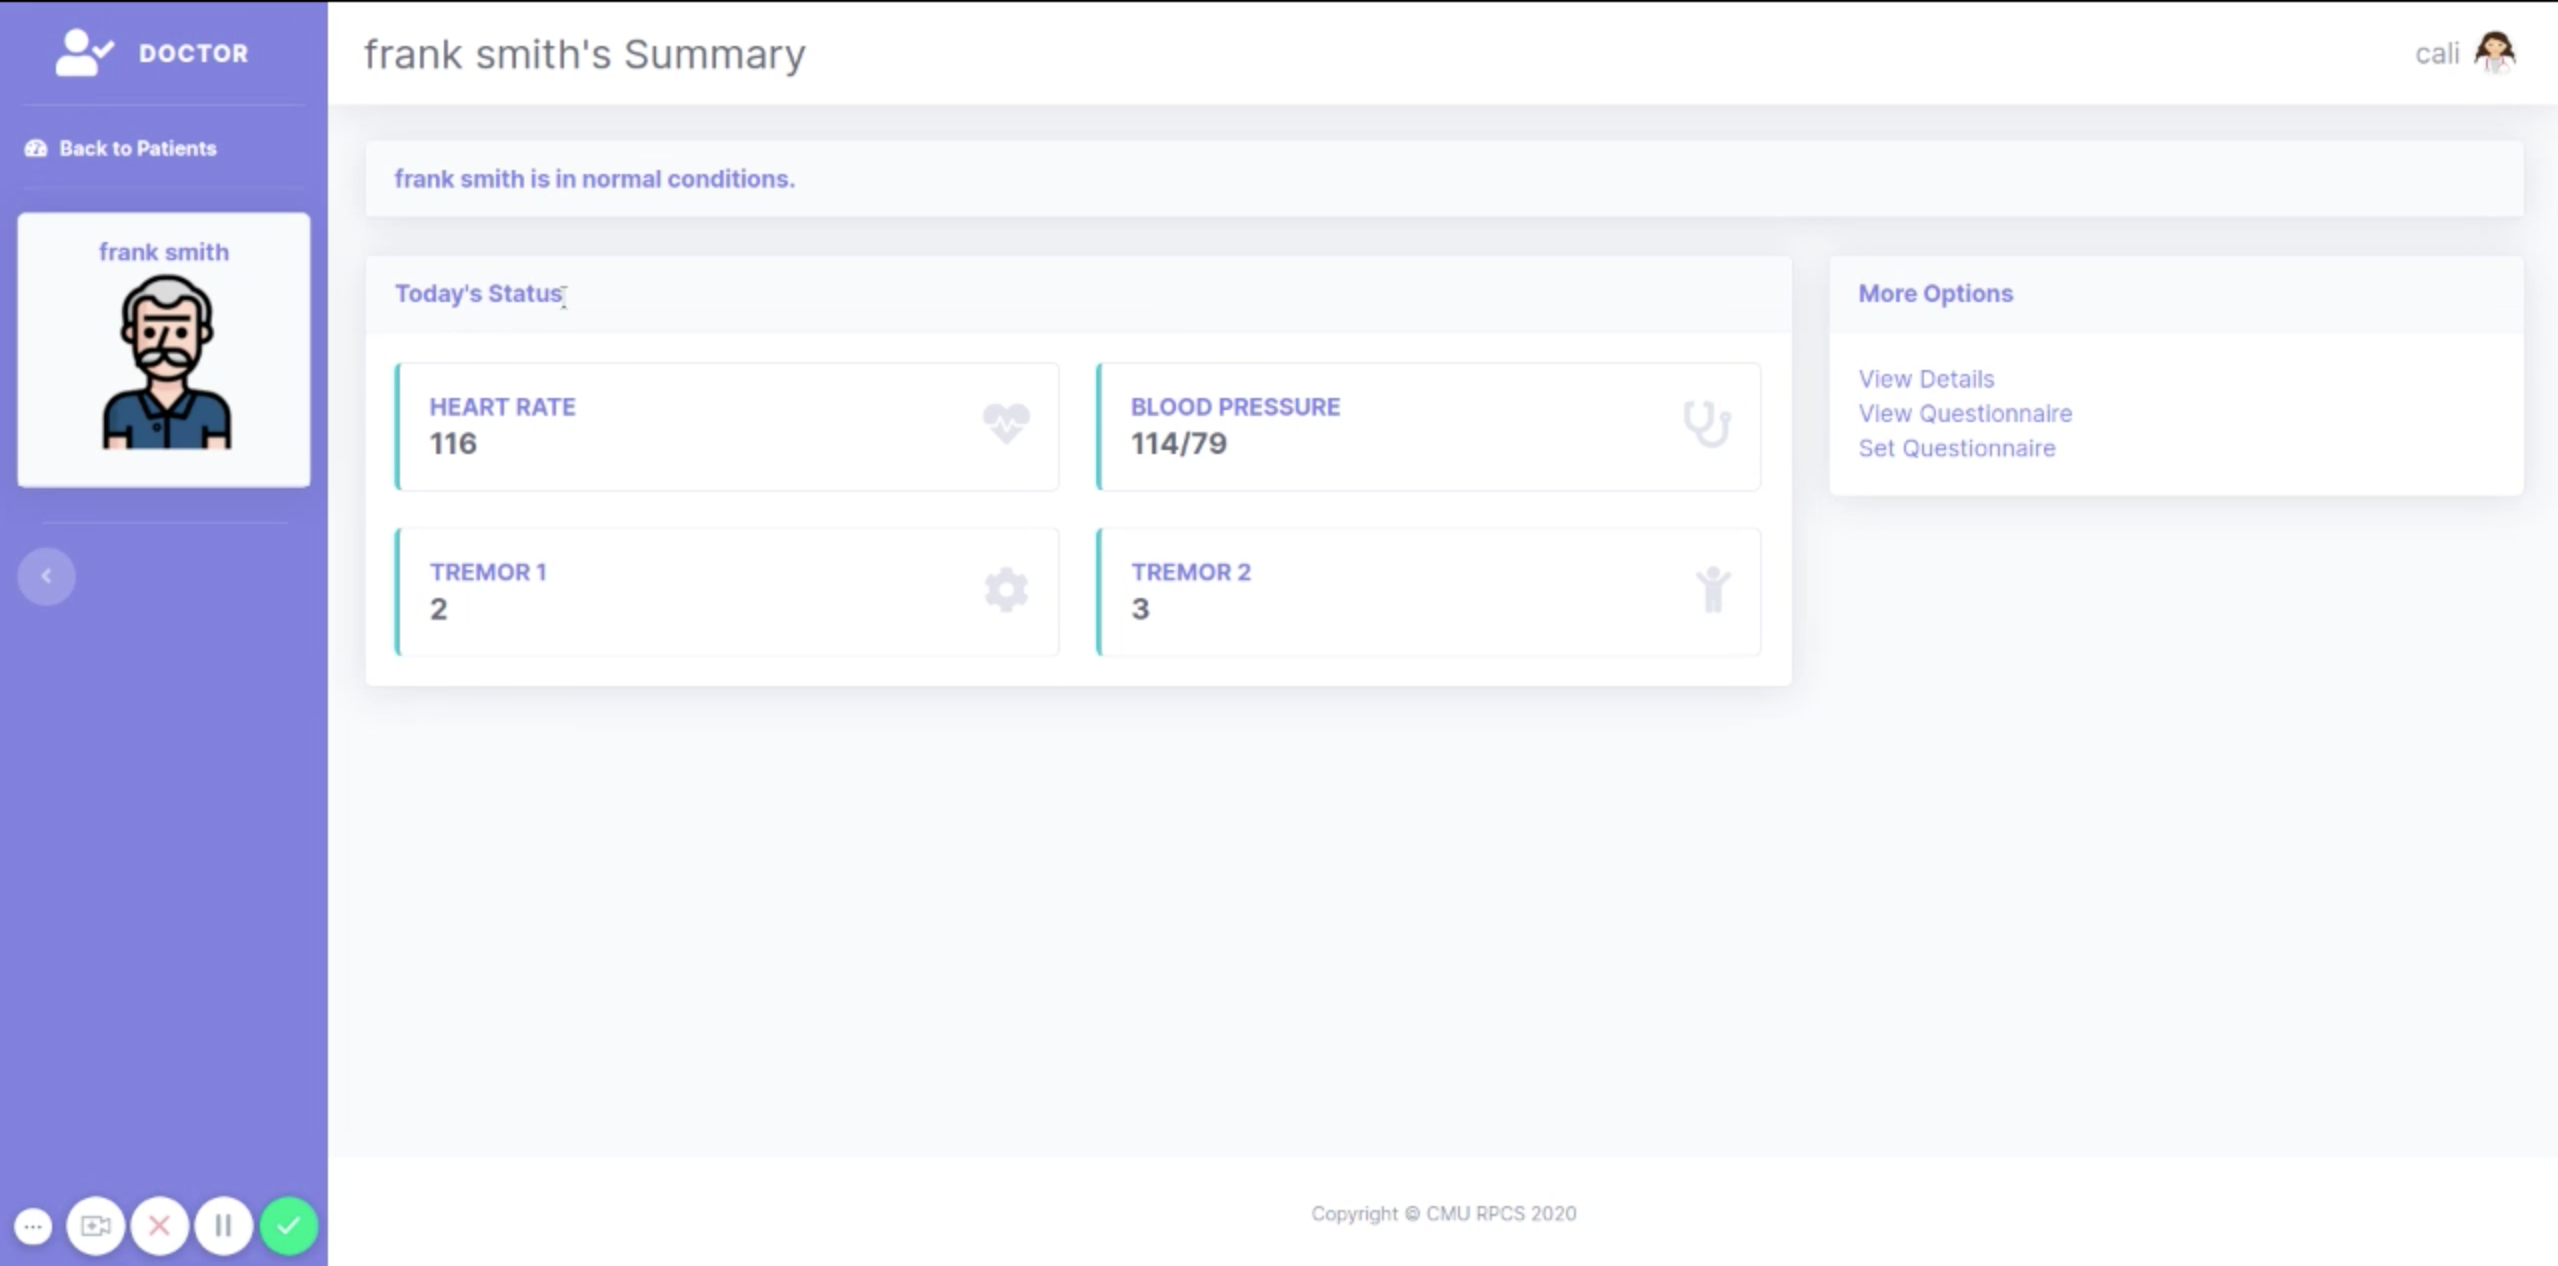 DOCTOR
Back to Patients
frank smith
frank smith's Summary
cali
frank smith is in normal conditions.
Today's Status
HEART RATE
116
BLOOD PRESSURE
114/79
TREMOR 1
2
TREMOR 2
3
More Options
View Details
View Questionnaire
Set Questionnaire
Copyright © CMU RPCS 2020